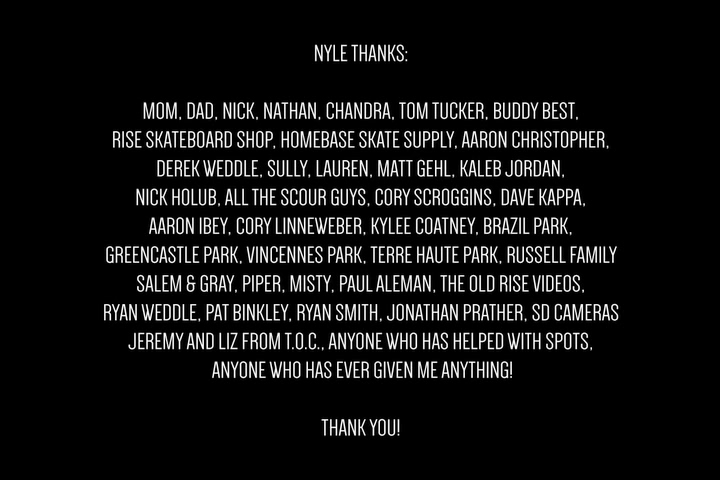 NYLE THANKS:
MOM, DAD, NICK, NATHAN, CHANDRA, TOM TUCKER, BUDDY BEST,
RISE SKATEBOARD SHOP, HOMEBASE SKATE SUPPLY, AARON CHRISTOPHER,
DEREK WEDDLE, SULLY, LAUREN, MATT GEHL, KALEB JORDAN,
NICK HOLUB, ALL THE SCOUR GUYS, CORY SCROGGINS, DAVE KAPPA,
AARON IBEY, CORY LINNEWEBER, KYLEE COATNEY, BRAZIL PARK,
GREENCASTLE PARK, VINCENNES PARK, TERRE HAUTE PARK, RUSSELL FAMILY
SALEM & GRAY, PIPER, MISTY, PAUL ALEMAN, THE OLD RISE VIDEOS,
RYAN WEDDLE, PAT BINKLEY, RYAN SMITH, JONATHAN PRATHER, SD CAMERAS
JEREMY AND LIZ FROM T.O.C., ANYONE WHO HAS HELPED WITH SPOTS,
ANYONE WHO HAS EVER GIVEN ME ANYTHING!
THANK YOU!